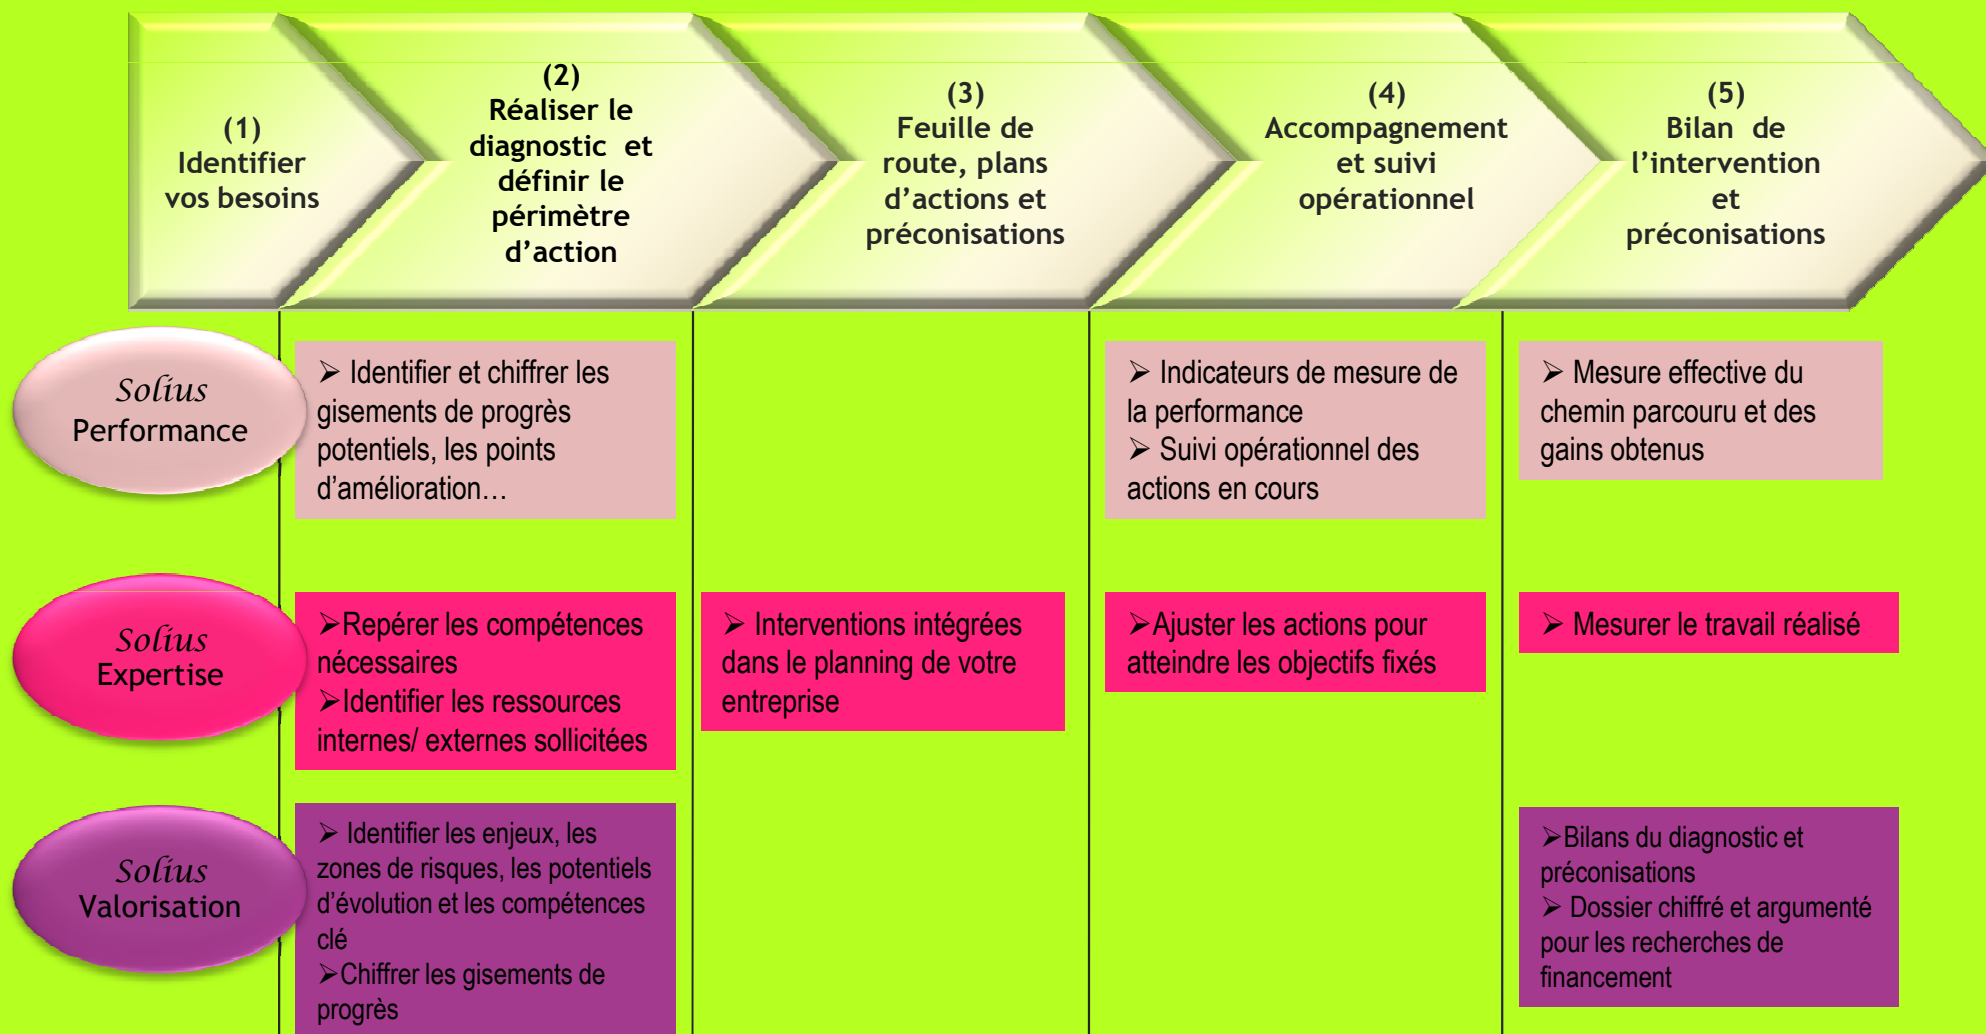 (1)
Identifier
vos besoins
(2)
Réaliser le
diagnostic et
définir le
périmètre
d’action
(3)
Feuille de
route, plans
d’actions et
préconisations
(4)
Accompagnement
et suivi
opérationnel
(5)
Bilan de
l’intervention
et
préconisations
Solius
Performance
➢ Identifier et chiffrer les
gisements de progrès
potentiels, les points
d’amélioration…
➢ Indicateurs de mesure de
la performance
➢ Suivi opérationnel des
actions en cours
➢ Mesure effective du
chemin parcouru et des
gains obtenus
Solius
Expertise
➢Repérer les compétences
nécessaires
➢Identifier les ressources
internes/ externes sollicitées
➢ Interventions intégrées
dans le planning de votre
entreprise
➢Ajuster les actions pour
atteindre les objectifs fixés
➢ Mesurer le travail réalisé
Solius
Valorisation
➢ Identifier les enjeux, les
zones de risques, les potentiels
d’évolution et les compétences
clé
➢Chiffrer les gisements de
progrès
➢Bilans du diagnostic et
préconisations
➢ Dossier chiffré et argumenté
pour les recherches de
financement